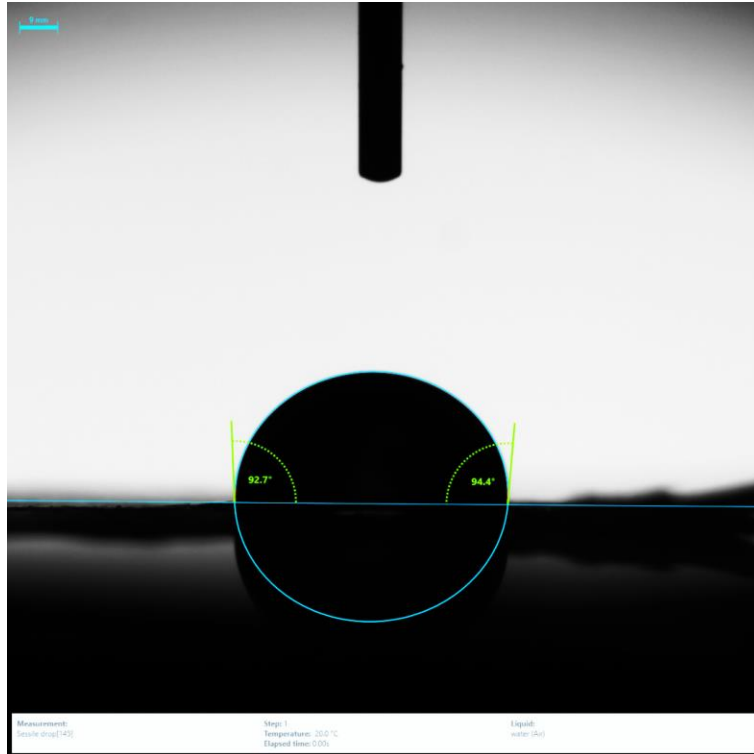 9 mm
92.7°
94.4°
Measurement:
Sessile drop[145]
Step: 1
Temperature: 20.0 °C
Elapsed time: 0.00s
Liquid:
water (Air)